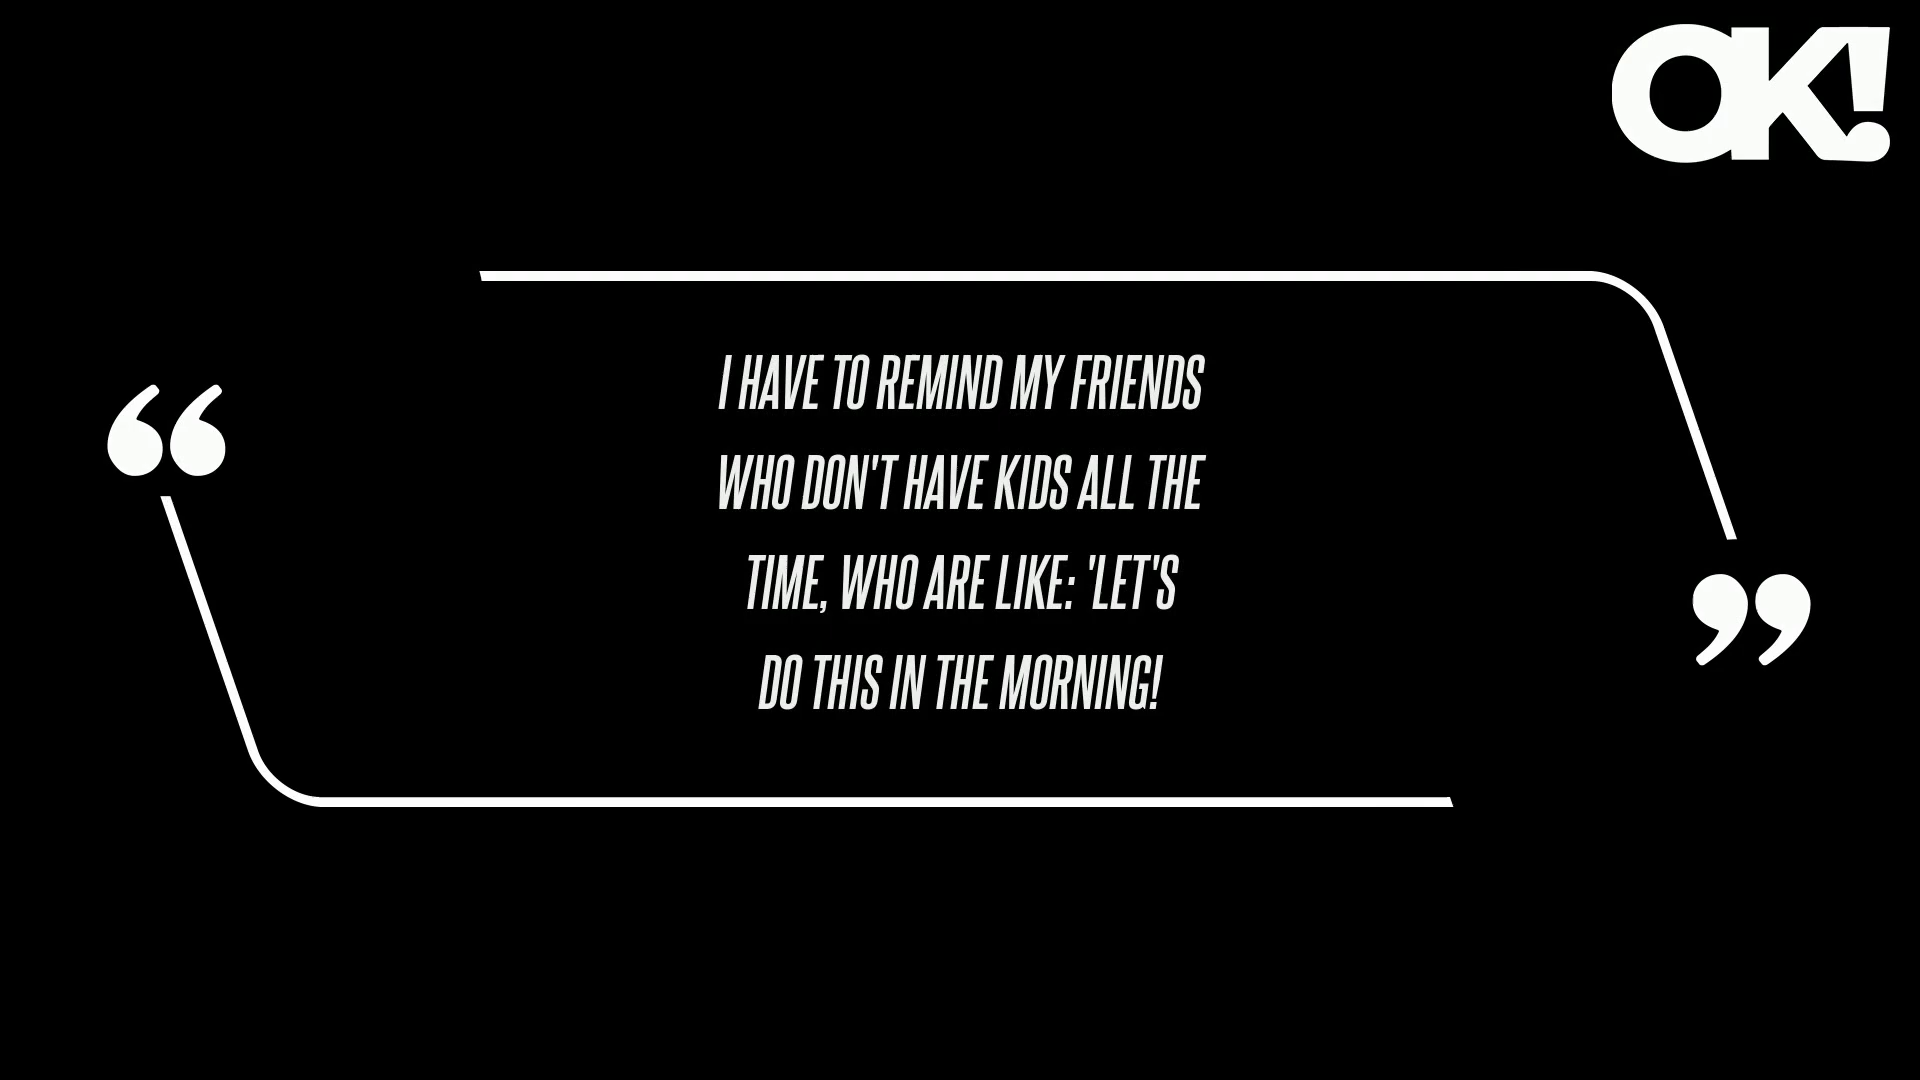 OK!
“
I HAVE TO REMIND MY FRIENDS
WHO DON'T HAVE KIDS ALL THE
TIME, WHO ARE LIKE: 'LET'S
DO THIS IN THE MORNING!
”